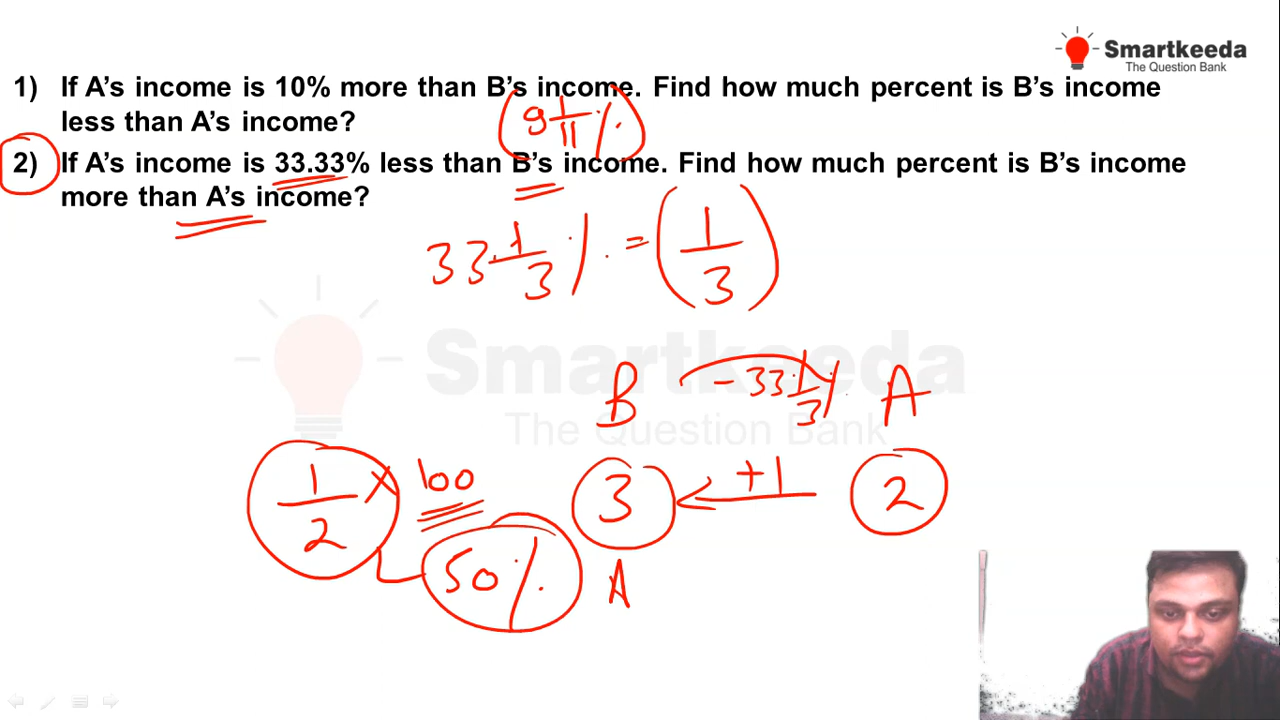 Smartkeeda
The Question Bank
1) If A's income is 10% more than B's income. Find how much percent is B's income
less than A's income?
9 1/11 %
2) If A's income is 33.33% less than B's income. Find how much percent is B's income
more than A's income?
33 1/3 % = (1/3)
Smartkeeda
The Question Bank
B -33 1/3 % A
1/2 × 100 3 +1 2
50% A